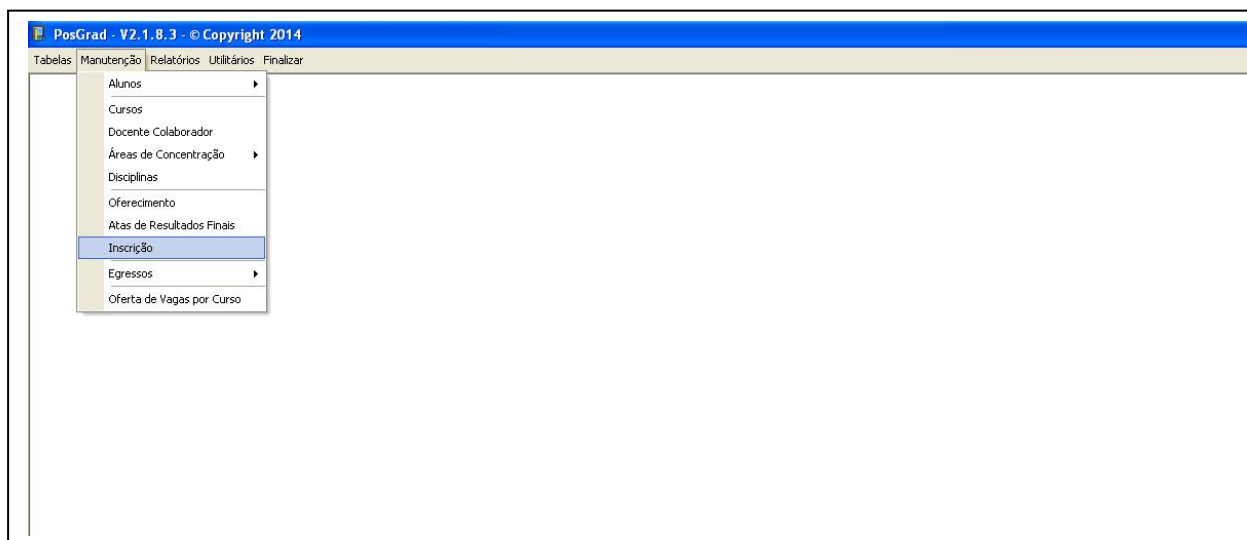 PosGrad - V2.1.8.3 - © Copyright 2014
Tabelas Manutenção Relatórios Utilitários Finalizar
Alunos
Cursos
Docente Colaborador
Áreas de Concentração
Disciplinas
Oferecimento
Atas de Resultados Finais
Inscrição
Egressos
Oferta de Vagas por Curso